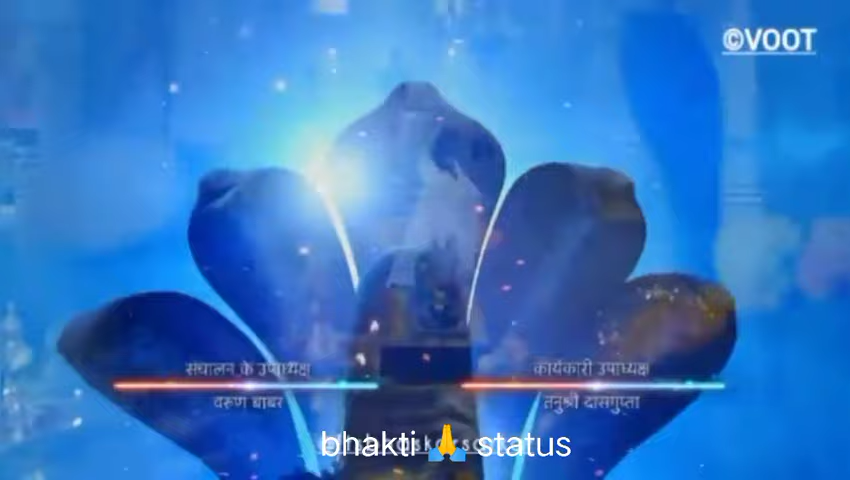 ©VOOT
संचालन के उपाध्यक्ष
कार्यकारी उपाध्यक्ष
वरुण बाबर
तनुश्री दासगुप्ता
bhakti 🙏 status